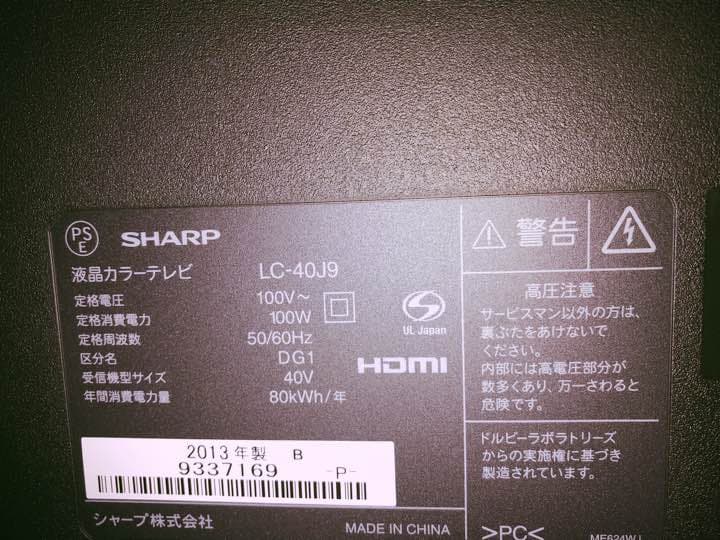 PS
E
SHARP
液晶カラーテレビ LC-40J9
定格電圧 100V～
定格消費電力 100W
定格周波数 50/60Hz
区分名 DG1
受信機型サイズ 40V
年間消費電力量 80kWh/年
S
UL Japan
HDMI
2013年製 B
9337169 -P-
シャープ株式会社
MADE IN CHINA
警告
高圧注意
サービスマン以外の方は、
裏ぶたをあけないで
ください。
内部には高電圧部分が
数多くあり、万一さわると
危険です。
ドルビーラボラトリーズ
からの実施権に基づき
製造されています。
>PC<